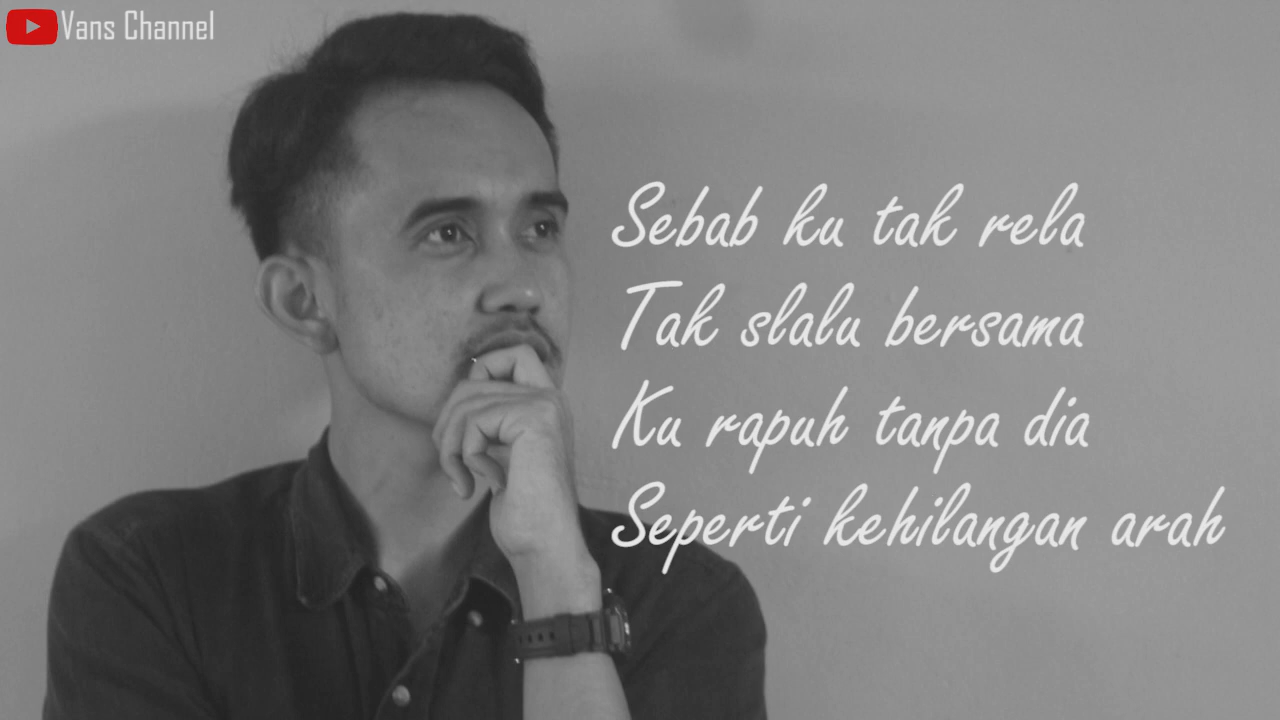 Vans Channel
Sebab ku tak rela
Tak slalu bersama
Ku rapuh tanpa dia
Seperti kehilangan arah